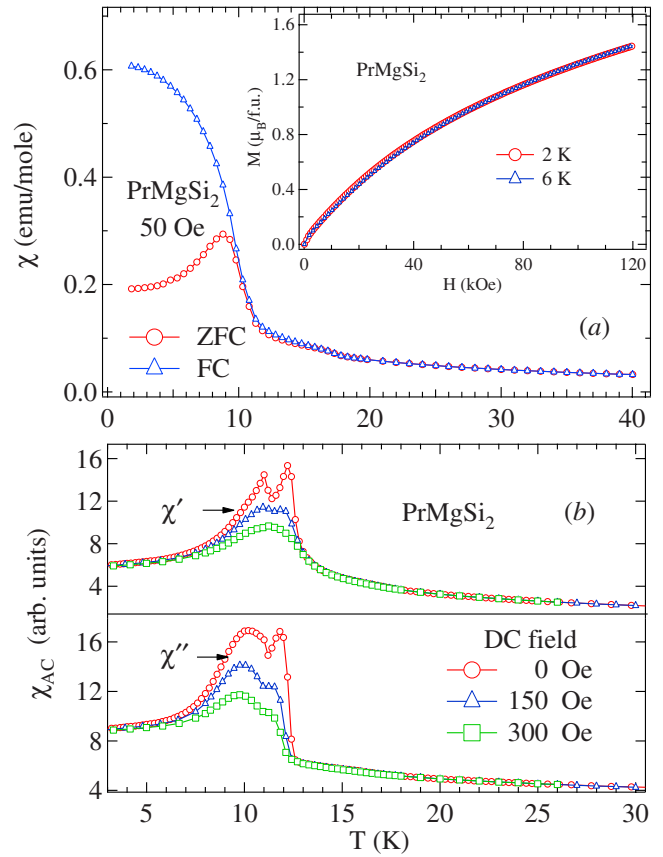 (a)
χ (emu/mole)
0.6
0.4
0.2
0.0
PrMgSi2
50 Oe
ZFC
FC
0 10 20 30 40
M (μB/f.u.)
1.6
1.2
0.8
0.4
0.0
PrMgSi2
2 K
6 K
0 40 80 120
H (kOe)
(b)
χAC (arb. units)
16
12
8
4
χ′
PrMgSi2
16
12
8
4
χ″
DC field
0 Oe
150 Oe
300 Oe
5 10 15 20 25 30
T (K)